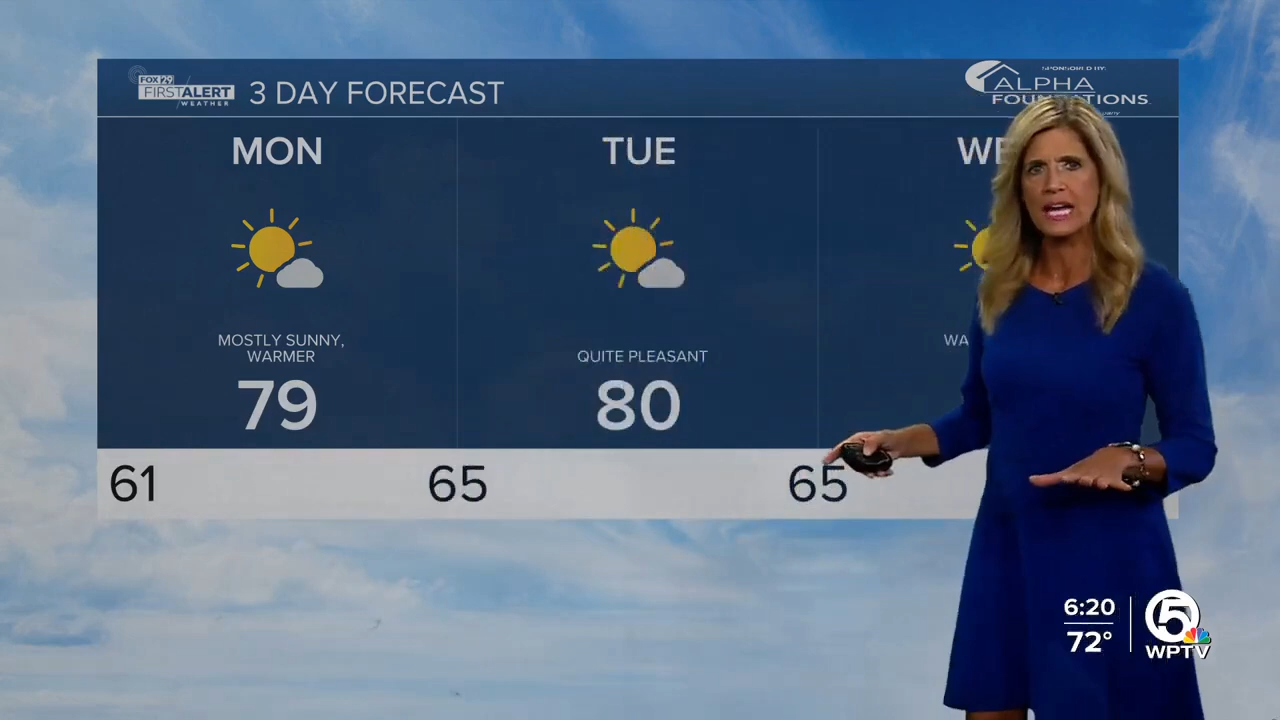 FOX 29
FIRST ALERT
WEATHER
3 DAY FORECAST
SPONSORED BY:
ALPHA
MON
TUE
MOSTLY SUNNY,
WARMER
79
QUITE PLEASANT
80
61
65
65
6:20
72°
5
WPTV